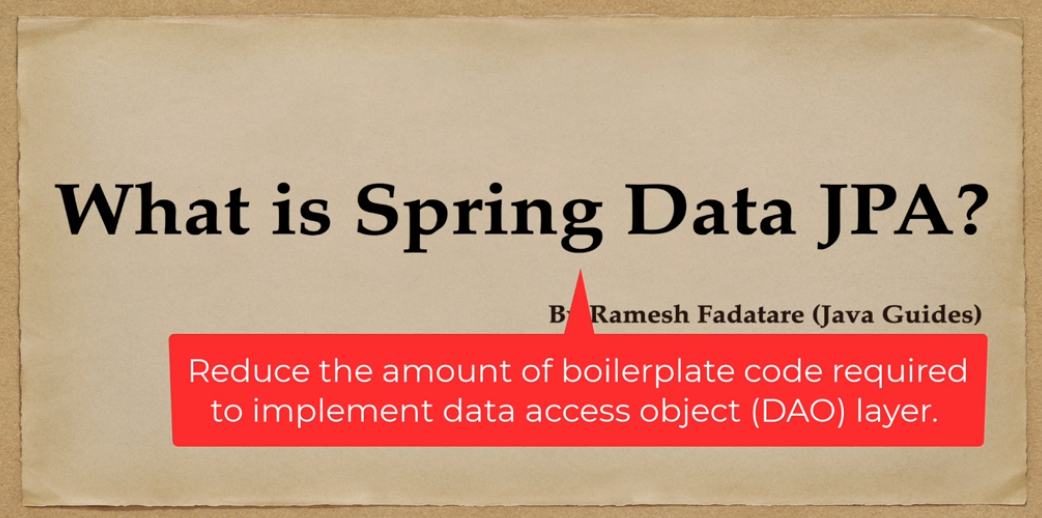 What is Spring Data JPA?
By Ramesh Fadatare (Java Guides)
Reduce the amount of boilerplate code required
to implement data access object (DAO) layer.